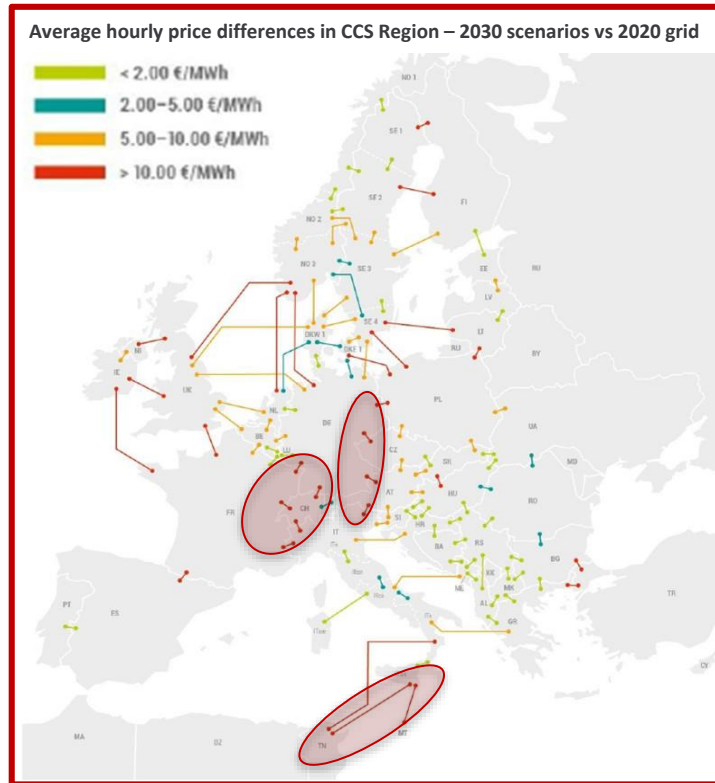 Average hourly price differences in CCS Region – 2030 scenarios vs 2020 grid
< 2.00 €/MWh
2.00–5.00 €/MWh
5.00–10.00 €/MWh
> 10.00 €/MWh
NO 1
SE 1
SE 2
FI
NO 2
NO 3
SE 3
EE
RU
LV
SE 4
LT
DKW 1
DKE 1
RU
NI
IE
UK
BY
NL
DE
PL
BE
UA
LU
CZ
SK
MD
FR
CH
AT
HU
RO
SI
HR
IT
BA
RS
BG
ME
XK
MK
AL
PT
ES
GR
TR
CY
MA
DZ
TN
MT